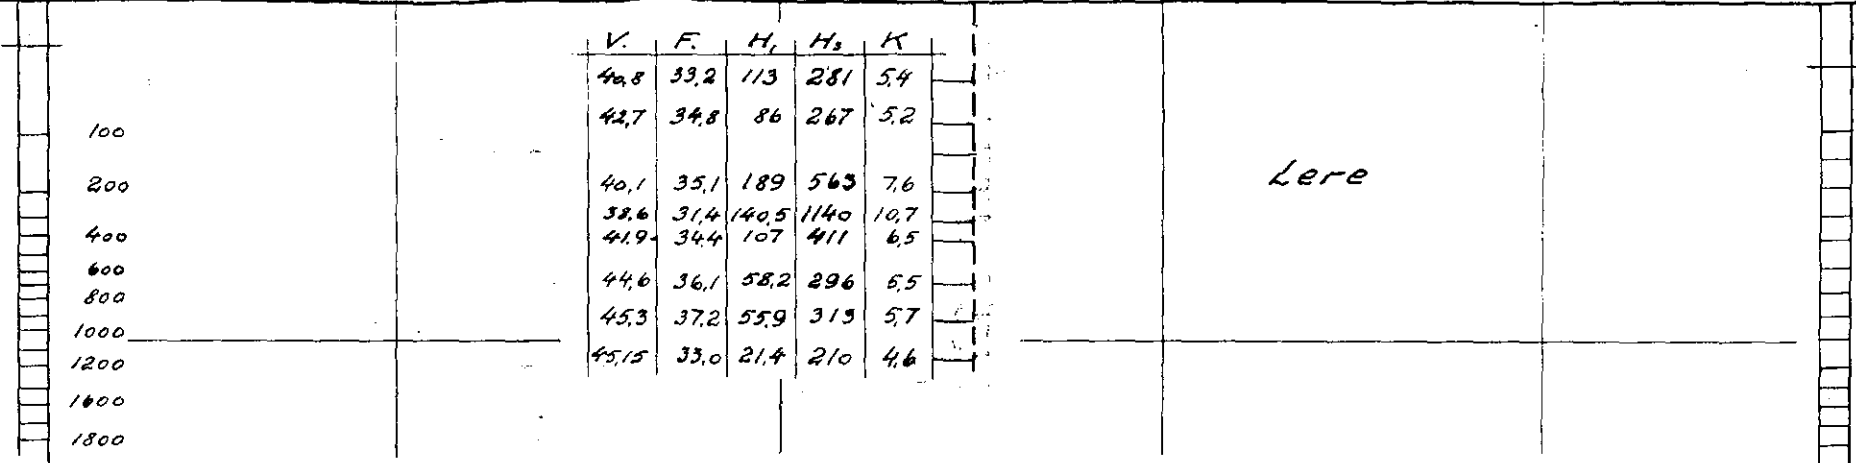 V. F. H₁ H₃ K
40,8 33,2 113 281 5,4
42,7 34,8 86 267 5,2
100
Lere
200 40,1 35,1 189 563 7,6
38,6 31,4 140,5 1140 10,7
400 41,9 34,4 107 411 6,5
600 44,6 36,1 58,2 296 5,5
800
45,3 37,2 55,9 313 5,7
1000
1200 45,15 33,0 21,4 210 4,6
1600
1800